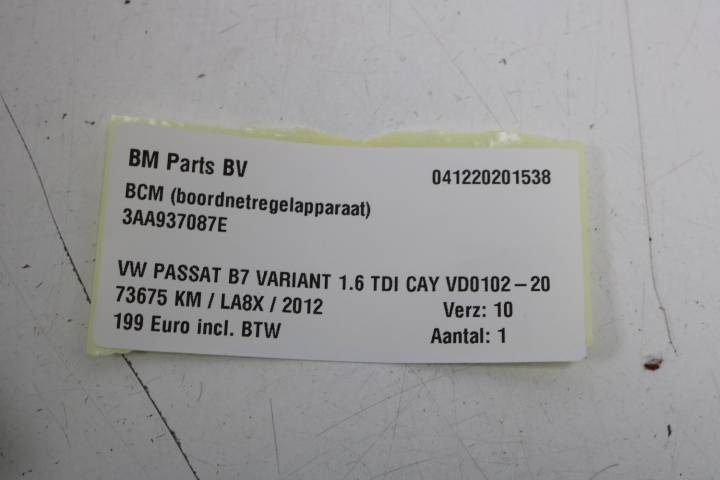 BM Parts BV 041220201538
BCM (boordnetregelapparaat)
3AA937087E
VW PASSAT B7 VARIANT 1.6 TDI CAY VD0102-20
73675 KM / LA8X / 2012 Verz: 10
199 Euro incl. BTW Aantal: 1